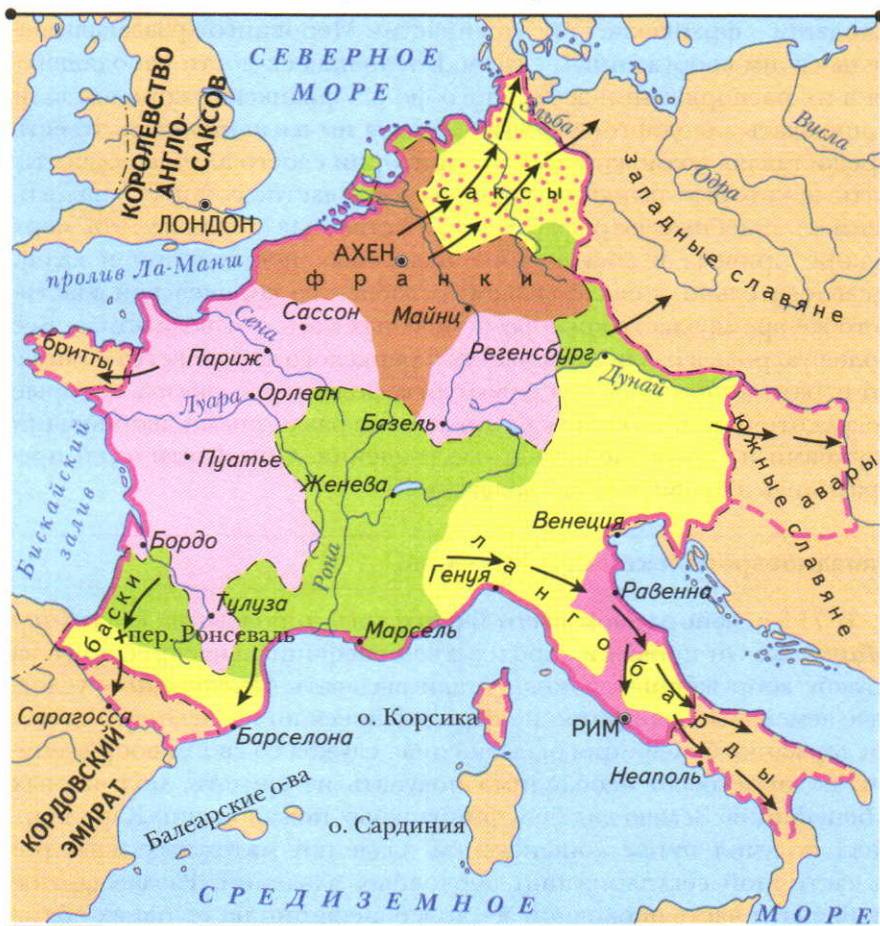 СЕВЕРНОЕ
МОРЕ
КОРОЛЕВСТВО
АНГЛО-
САКСОВ
ЛОНДОН
Эльба
Висла
Одра
западные славяне
саксы
АХЕН
франки
пролив Ла-Манш
Сассон
Майнц
Сена
бритты
Париж
Регенсбург
Дунай
Луара
Орлеан
Базель
Пуатье
Женева
южные славяне
авары
Бискайский
залив
Венеция
Бордо
Рона
лангобарды
Генуя
Равенна
баски
Тулуза
пер. Ронсеваль
Марсель
Сарагосса
о. Корсика
РИМ
Барселона
Неаполь
КОРДОВСКИЙ
ЭМИРАТ
Балеарские о-ва
о. Сардиния
СРЕДИЗЕМНОЕ
МОРЕ